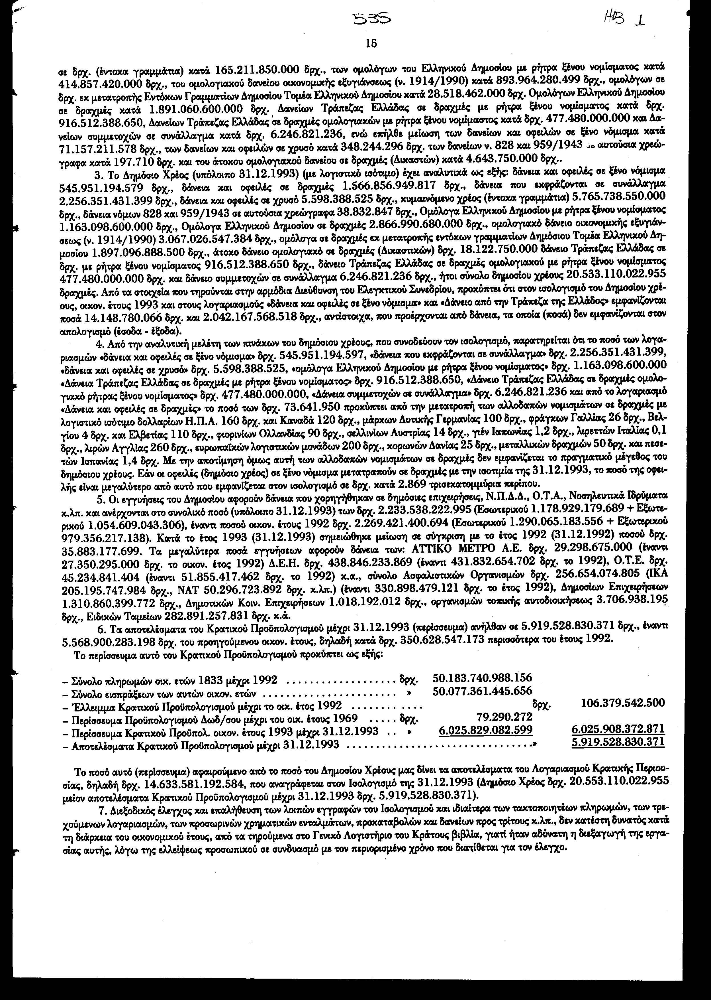 535
ΗΘΒ 1
15
σε δρχ. (έντοκα γραμμάτια) κατά 165.211.850.000 δρχ., των ομολόγων του Ελληνικού Δημοσίου με ρήτρα ξένου νομίσματος κατά
414.857.420.000 δρχ., του ομολογιακού δανείου οικονομικής εξυγιάνσεως (ν. 1914/1990) κατά 893.964.280.499 δρχ., ομολόγων σε
δρχ. εκ μετατροπής Εντόκων Γραμματίων Δημοσίου Τομέα Ελληνικού Δημοσίου κατά 28.518.462.000 δρχ. Ομολόγων Ελληνικού Δημοσίου
σε δραχμές κατά 1.891.060.600.000 δρχ. Δανείων Τράπεζας Ελλάδας σε δραχμές με ρήτρα ξένου νομίσματος κατά δρχ.
916.512.388.650, Δανείων Τράπεζας Ελλάδας σε δραχμές ομολογιακών με ρήτρα ξένου νομίμαστος κατά δρχ. 477.480.000.000 και Δα-
νείων συμμετοχών σε συνάλλαγμα κατά δρχ. 6.246.821.236, ενώ επήλθε μείωση των δανείων και οφειλών σε ξένο νόμισμα κατά
71.157.211.578 δρχ., των δανείων και οφειλών σε χρυσό κατά 348.244.296 δρχ. των δανείων ν. 828 και 959/1943 σε αυτούσια χρεώ-
γραφα κατά 197.710 δρχ. και του άτοκου ομολογιακού δανείου σε δραχμές (Δικαστών) κατά 4.643.750.000 δρχ..
3. Το Δημόσιο Χρέος (υπόλοιπο 31.12.1993) (με λογιστικό ισότιμο) έχει αναλυτικά ως εξής: δάνεια και οφειλές σε ξένο νόμισμα
545.951.194.579 δρχ., δάνεια και οφειλές σε δραχμές 1.566.856.949.817 δρχ., δάνεια που εκφράζονται σε συνάλλαγμα
2.256.351.431.399 δρχ., δάνεια και οφειλές σε χρυσό 5.598.388.525 δρχ., κυμαινόμενο χρέος (έντοκα γραμμάτια) 5.765.738.550.000
δρχ., δάνεια νόμων 828 και 959/1943 σε αυτούσια χρεώγραφα 38.832.847 δρχ., Ομόλογα Ελληνικού Δημοσίου με ρήτρα ξένου νομίσματος
1.163.098.600.000 δρχ., Ομόλογα Ελληνικού Δημοσίου σε δραχμές 2.866.990.680.000 δρχ., ομολογιακό δάνειο οικονομικής εξυγιάν-
σεως (ν. 1914/1990) 3.067.026.547.384 δρχ., ομόλογα σε δραχμές εκ μετατροπής εντόκων γραμματίων Δημόσιου Τομέα Ελληνικού Δη-
μοσίου 1.897.096.888.500 δρχ., άτοκο δάνειο ομολογιακό σε δραχμές (Δικαστικών) δρχ. 18.122.750.000 δάνειο Τράπεζας Ελλάδας σε
δρχ. με ρήτρα ξένου νομίσματος 916.512.388.650 δρχ., δάνειο Τράπεζας Ελλάδας σε δραχμές ομολογιακού με ρήτρα ξένου νομίσματος
477.480.000.000 δρχ. και δάνειο συμμετοχών σε συνάλλαγμα 6.246.821.236 δρχ., ήτοι σύνολο δημοσίου χρέους 20.533.110.022.955
δραχμές. Από τα στοιχεία που τηρούνται στην αρμόδια Διεύθυνση του Ελεγκτικού Συνεδρίου, προκύπτει ότι στον ισολογισμό του Δημοσίου χρέ-
ους, οικον. έτους 1993 και στους λογαριασμούς «δάνεια και οφειλές σε ξένο νόμισμα» και «Δάνειο από την Τράπεζα της Ελλάδος» εμφανίζονται
ποσά 14.148.780.066 δρχ. και 2.042.167.568.518 δρχ., αντίστοιχα, που προέρχονται από δάνεια, τα οποία (ποσά) δεν εμφανίζονται στον
απολογισμό (έσοδα - έξοδα).
4. Από την αναλυτική μελέτη των πινάκων του δημόσιου χρέους, που συνοδεύουν τον ισολογισμό, παρατηρείται ότι το ποσό των λογα-
ριασμών «δάνεια και οφειλές σε ξένο νόμισμα» δρχ. 545.951.194.597, «δάνεια που εκφράζονται σε συνάλλαγμα» δρχ. 2.256.351.431.399,
«δάνεια και οφειλές σε χρυσό» δρχ. 5.598.388.525, «ομόλογα Ελληνικού Δημοσίου με ρήτρα ξένου νομίσματος» δρχ. 1.163.098.600.000
«Δάνεια Τράπεζας Ελλάδας σε δραχμές με ρήτρα ξένου νομίσματος» δρχ. 916.512.388.650, «Δάνειο Τράπεζας Ελλάδας σε δραχμές ομολο-
γιακό ρήτρας ξένου νομίσματος» δρχ. 477.480.000.000, «Δάνεια συμμετοχών σε συνάλλαγμα» δρχ. 6.246.821.236 και από το λογαριασμό
«Δάνεια και οφειλές σε δραχμές» το ποσό των δρχ. 73.641.950 προκύπτει από την μετατροπή των αλλοδαπών νομισμάτων σε δραχμές με
λογιστικό ισότιμο δολλαρίων Η.Π.Α. 160 δρχ. και Καναδά 120 δρχ., μάρκων Δυτικής Γερμανίας 100 δρχ., φράγκων Γαλλίας 26 δρχ., Βελ-
γίου 4 δρχ. και Ελβετίας 110 δρχ., φιορινίων Ολλανδίας 90 δρχ., σελλινίων Αυστρίας 14 δρχ., γιέν Ιαπωνίας 1,2 δρχ., λιρεττών Ιταλίας 0,1
δρχ., λιρών Αγγλίας 260 δρχ., ευρωπαϊκών λογιστικών μονάδων 200 δρχ., κορωνών Δανίας 25 δρχ., μεταλλικών δραχμών 50 δρχ. και πεσε-
τών Ισπανίας 1,4 δρχ. Με την αποτίμηση όμως αυτή των αλλοδαπών νομισμάτων σε δραχμές δεν εμφανίζεται το πραγματικό μέγεθος του
δημόσιου χρέους. Εάν οι οφειλές (δημόσιο χρέος) σε ξένο νόμισμα μετατραπούν σε δραχμές με την ισοτιμία της 31.12.1993, το ποσό της οφει-
λής είναι μεγαλύτερο από αυτό που εμφανίζεται στον ισολογισμό σε δρχ. κατά 2.869 τρισεκατομμύρια περίπου.
5. Οι εγγυήσεις του Δημοσίου αφορούν δάνεια που χορηγήθηκαν σε δημόσιες επιχειρήσεις, Ν.Π.Δ.Δ., Ο.Τ.Α., Νοσηλευτικά Ιδρύματα
κ.λπ. και ανέρχονται στο συνολικό ποσό (υπόλοιπο 31.12.1993) των δρχ. 2.233.538.222.995 (Εσωτερικού 1.178.929.179.689 + Εξωτε-
ρικού 1.054.609.043.306), έναντι ποσού οικον. έτους 1992 δρχ. 2.269.421.400.694 (Εσωτερικού 1.290.065.183.556 + Εξωτερικού
979.356.217.138). Κατά το έτος 1993 (31.12.1993) σημειώθηκε μείωση σε σύγκριση με το έτος 1992 (31.12.1992) ποσού δρχ.
35.883.177.699. Τα μεγαλύτερα ποσά εγγυήσεων αφορούν δάνεια των: ΑΤΤΙΚΟ ΜΕΤΡΟ Α.Ε. δρχ. 29.298.675.000 (έναντι
27.350.295.000 δρχ. το οικον. έτος 1992) Δ.Ε.Η. δρχ. 438.846.233.869 (έναντι 431.832.654.702 δρχ. το 1992), Ο.Τ.Ε. δρχ.
45.234.841.404 (έναντι 51.855.417.462 δρχ. το 1992) κ.α., σύνολο Ασφαλιστικών Οργανισμών δρχ. 256.654.074.805 (ΙΚΑ
205.195.747.984 δρχ., ΝΑΤ 50.296.723.892 δρχ. κ.λπ.) (έναντι 330.898.479.121 δρχ. το έτος 1992), Δημοσίων Επιχειρήσεων
1.310.860.399.772 δρχ., Δημοτικών Κοιν. Επιχειρήσεων 1.018.192.012 δρχ., οργανισμών τοπικής αυτοδιοικήσεως 3.706.938.195
δρχ., Ειδικών Ταμείων 282.891.257.831 δρχ. κ.ά.
6. Τα αποτελέσματα του Κρατικού Προϋπολογισμού μέχρι 31.12.1993 (περίσσευμα) ανήλθαν σε 5.919.528.830.371 δρχ., έναντι
5.568.900.283.198 δρχ. του προηγούμενου οικον. έτους, δηλαδή κατά δρχ. 350.628.547.173 περισσότερα του έτους 1992.
Το περίσσευμα αυτό του Κρατικού Προϋπολογισμού προκύπτει ως εξής:
– Σύνολο πληρωμών οικ. ετών 1833 μέχρι 1992 ................... δρχ. 50.183.740.988.156
– Σύνολο εισπράξεων των αυτών οικον. ετών ....................... » 50.077.361.445.656
– Έλλειμμα Κρατικού Προϋπολογισμού μέχρι το οικ. έτος 1992 ............ δρχ. 106.379.542.500
– Περίσσευμα Προϋπολογισμού Δωδ/σου μέχρι του οικ. έτους 1969 ..... δρχ. 79.290.272
– Περίσσευμα Κρατικού Προϋπολ. οικον. έτους 1993 μέχρι 31.12.1993 .. » 6.025.829.082.599 6.025.908.372.871
– Αποτελέσματα Κρατικού Προϋπολογισμού μέχρι 31.12.1993 ................................» 5.919.528.830.371
Το ποσό αυτό (περίσσευμα) αφαιρούμενο από το ποσό του Δημοσίου Χρέους μας δίνει τα αποτελέσματα του Λογαριασμού Κρατικής Περιου-
σίας, δηλαδή δρχ. 14.633.581.192.584, που αναγράφεται στον Ισολογισμό της 31.12.1993 (Δημόσιο Χρέος δρχ. 20.553.110.022.955
μείον αποτελέσματα Κρατικού Προϋπολογισμού μέχρι 31.12.1993 δρχ. 5.919.528.830.371).
7. Διεξοδικός έλεγχος και επαλήθευση των λοιπών εγγραφών του Ισολογισμού και ιδιαίτερα των τακτοποιητέων πληρωμών, των τρε-
χούμενων λογαριασμών, των προσωρινών χρηματικών ενταλμάτων, προκαταβολών και δανείων προς τρίτους κ.λπ., δεν κατέστη δυνατός κατά
τη διάρκεια του οικονομικού έτους, από τα τηρούμενα στο Γενικό Λογιστήριο του Κράτους βιβλία, γιατί ήταν αδύνατη η διεξαγωγή της εργα-
σίας αυτής, λόγω της ελλείψεως προσωπικού σε συνδυασμό με τον περιορισμένο χρόνο που διατίθεται για τον έλεγχο.